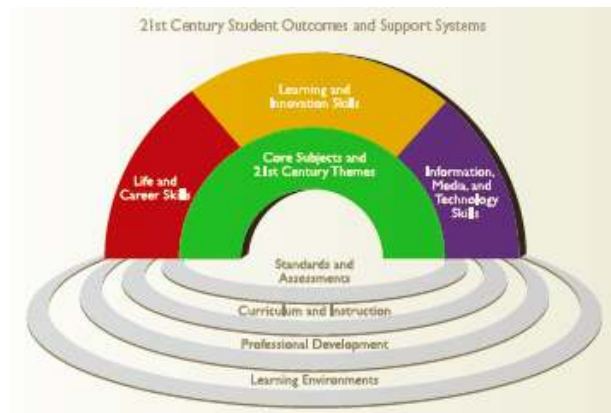 21st Century Student Outcomes and Support Systems
Learning and
Innovation Skills
Core Subjects and
21st Century Themes
Life and
Career Skills
Information,
Media, and
Technology
Skills
Standards and
Assessments
Curriculum and Instruction
Professional Development
Learning Environments